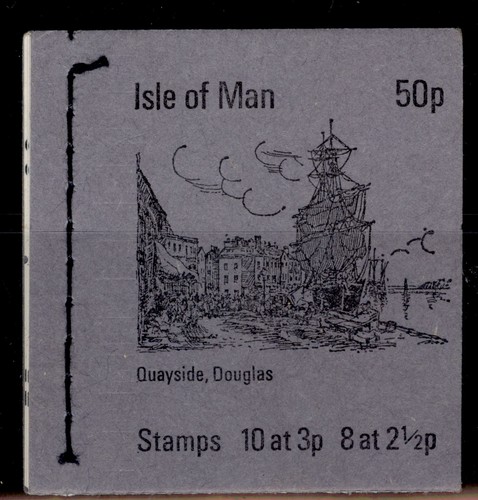 Isle of Man 50p
Quayside, Douglas
Stamps 10 at 3p 8 at 2½p